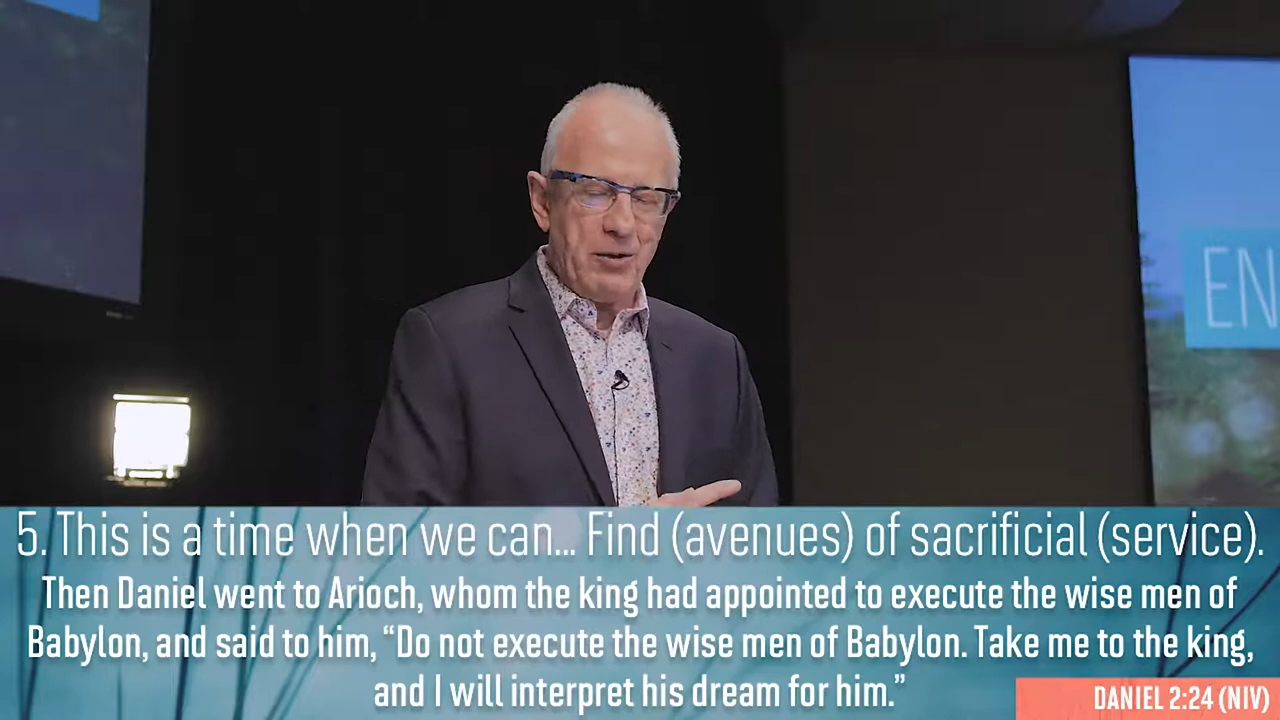 EN
5. This is a time when we can... Find (avenues) of sacrificial (service).
Then Daniel went to Arioch, whom the king had appointed to execute the wise men of
Babylon, and said to him, “Do not execute the wise men of Babylon. Take me to the king,
and I will interpret his dream for him.”
DANIEL 2:24 (NIV)